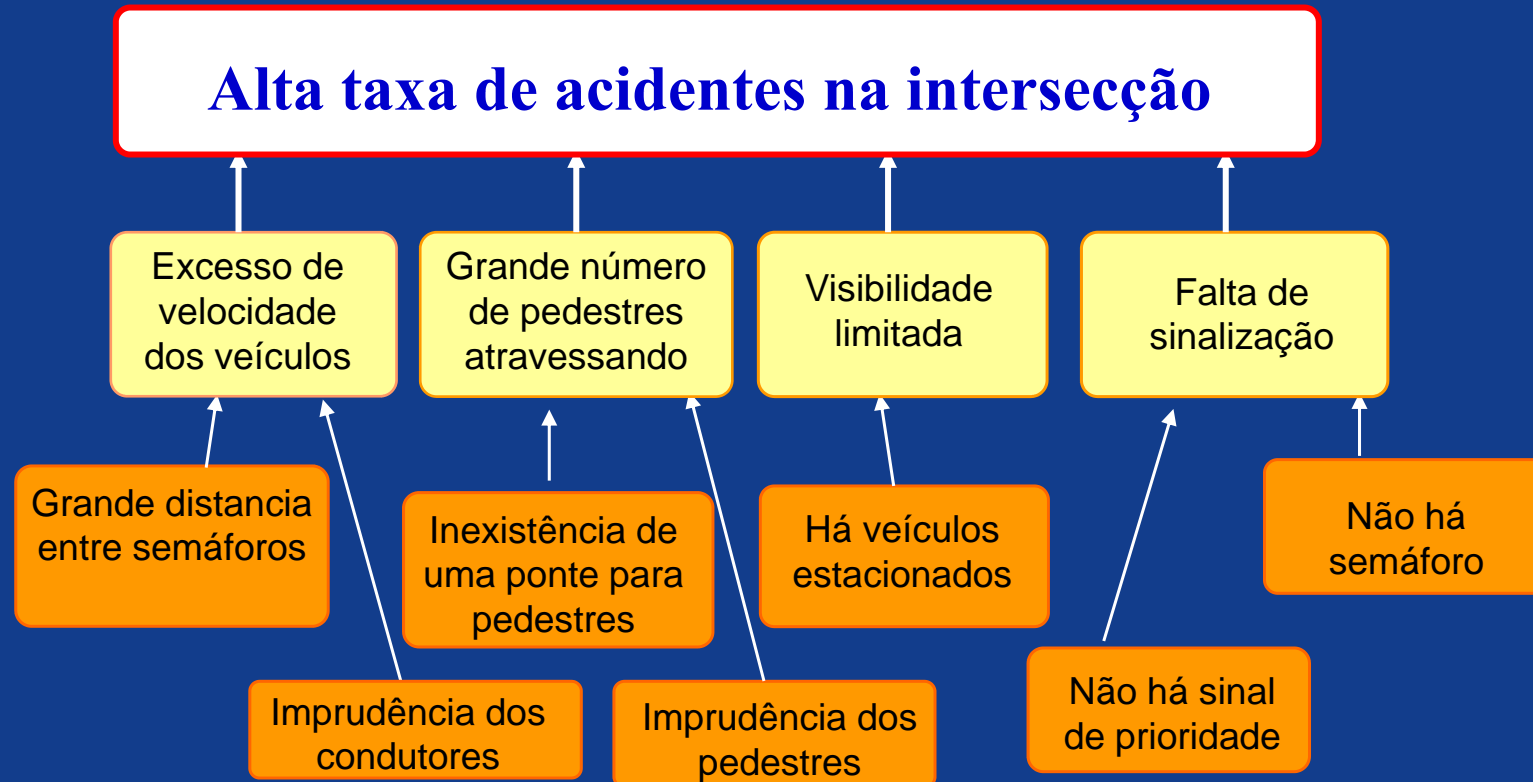 Alta taxa de acidentes na intersecção
Excesso de
velocidade
dos veículos
Grande número
de pedestres
atravessando
Visibilidade
limitada
Falta de
sinalização
Grande distancia
entre semáforos
Inexistência de
uma ponte para
pedestres
Há veículos
estacionados
Não há
semáforo
Imprudência dos
condutores
Imprudência dos
pedestres
Não há sinal
de prioridade